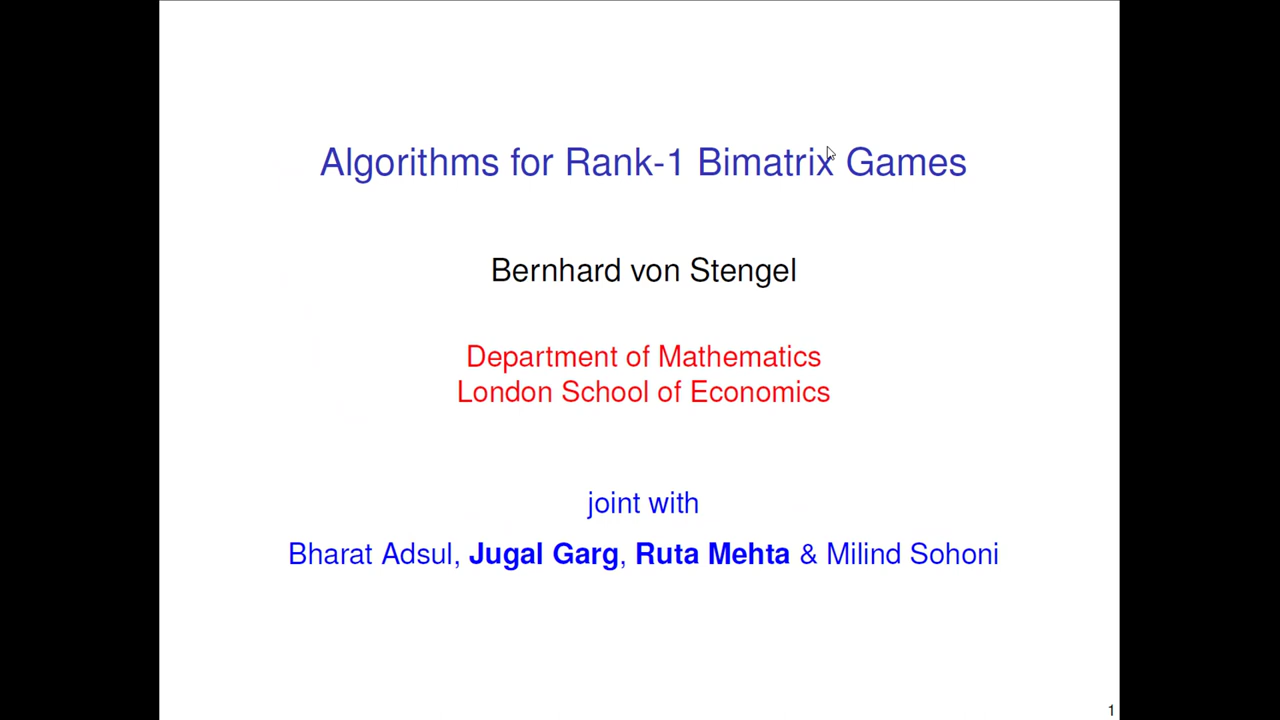 Algorithms for Rank-1 Bimatrix Games
Bernhard von Stengel
Department of Mathematics
London School of Economics
joint with
Bharat Adsul, Jugal Garg, Ruta Mehta & Milind Sohoni
1